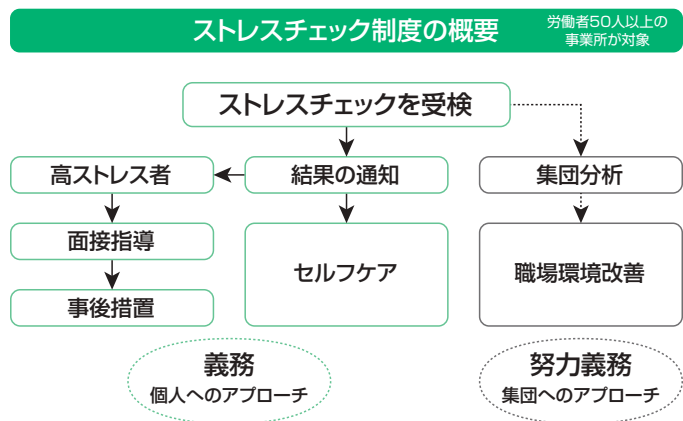 ストレスチェック制度の概要
労働者50人以上の
事業所が対象
ストレスチェックを受検
高ストレス者
結果の通知
集団分析
面接指導
セルフケア
職場環境改善
事後措置
義務
個人へのアプローチ
努力義務
集団へのアプローチ